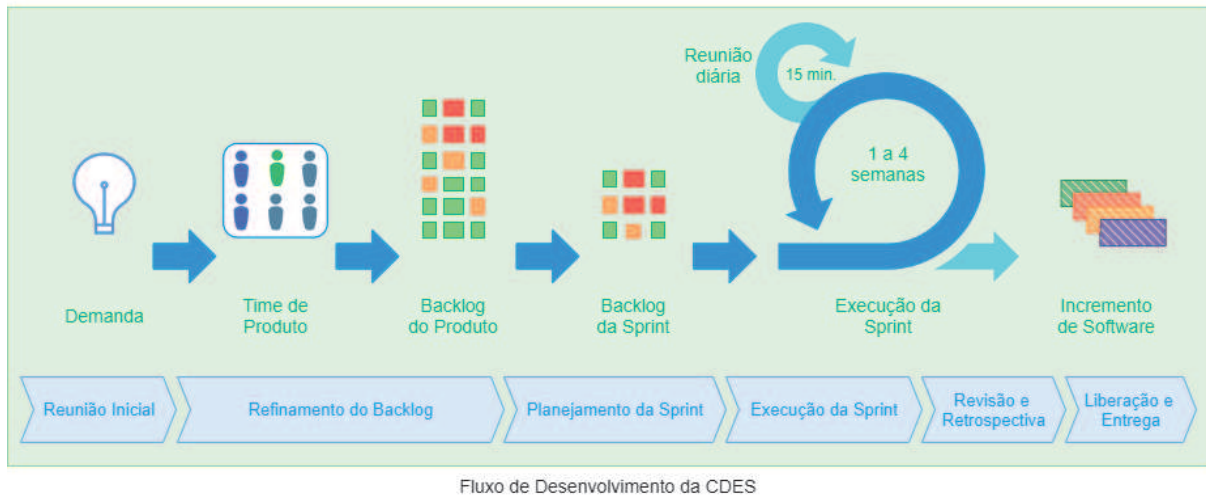 Reunião
diária
15 min.
1 a 4
semanas
Demanda
Time de
Produto
Backlog
do Produto
Backlog
da Sprint
Execução da
Sprint
Incremento
de Software
Reunião Inicial
Refinamento do Backlog
Planejamento da Sprint
Execução da Sprint
Revisão e
Retrospectiva
Liberação e
Entrega
Fluxo de Desenvolvimento da CDES